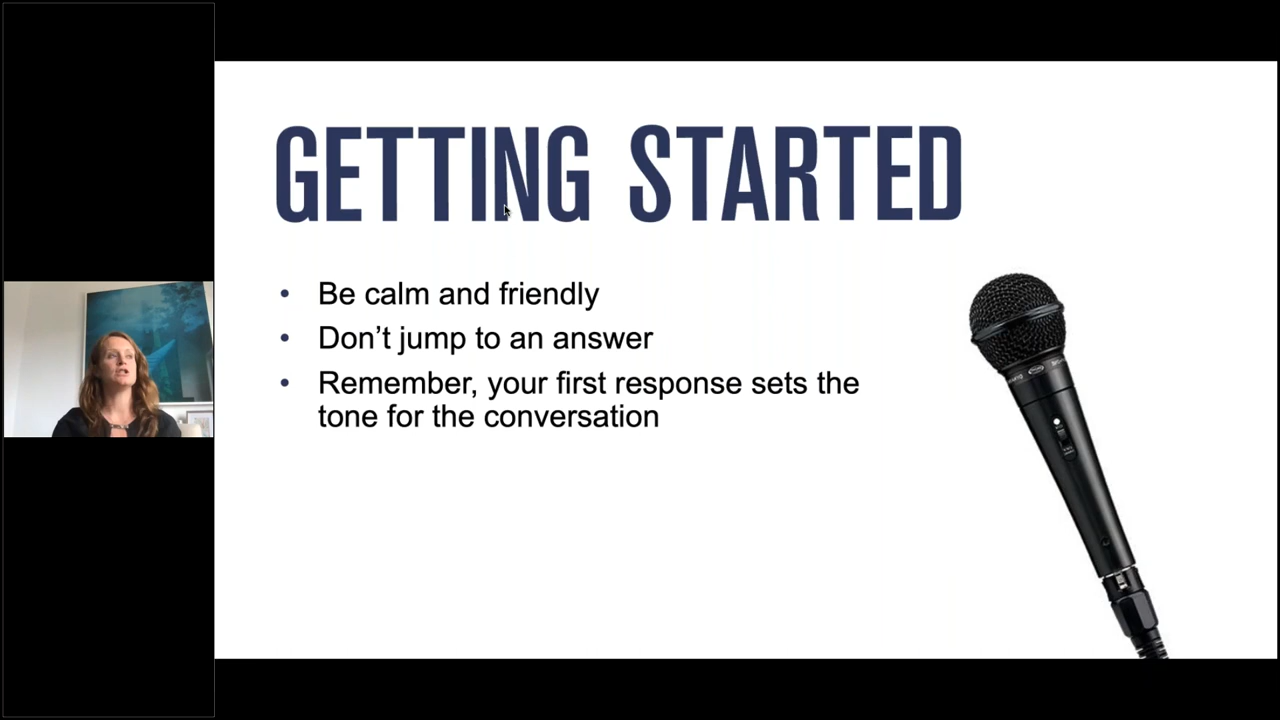 GETTING STARTED
• Be calm and friendly
• Don’t jump to an answer
• Remember, your first response sets the
tone for the conversation